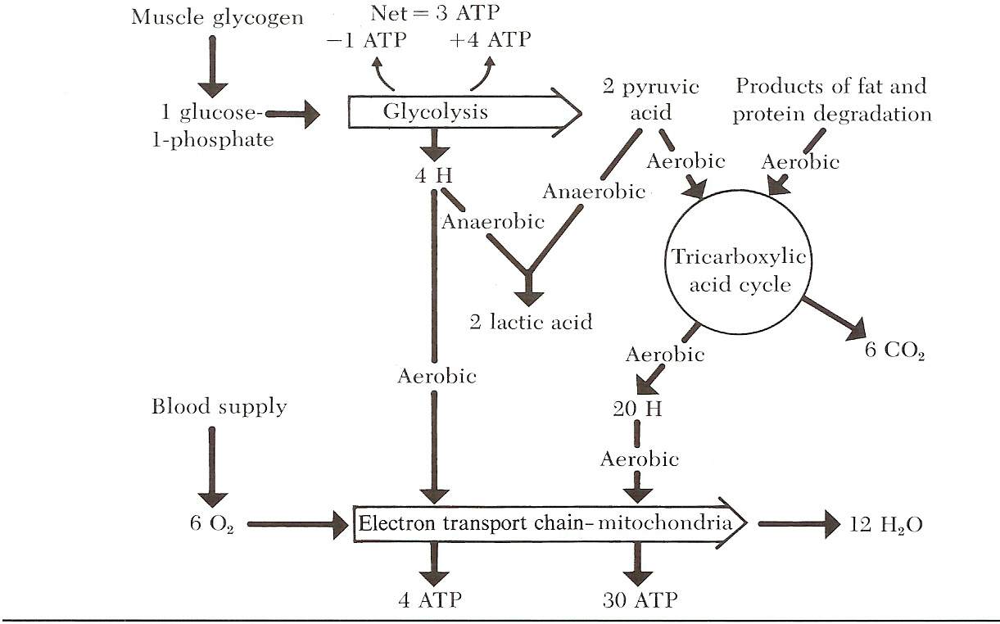 Muscle glycogen
Net = 3 ATP
−1 ATP
+4 ATP
1 glucose-
1-phosphate
Glycolysis
2 pyruvic
acid
Products of fat and
protein degradation
Aerobic
Aerobic
4 H
Anaerobic
Anaerobic
Tricarboxylic
acid cycle
2 lactic acid
6 CO₂
Aerobic
Aerobic
Blood supply
20 H
Aerobic
6 O₂
Electron transport chain–mitochondria
12 H₂O
4 ATP
30 ATP